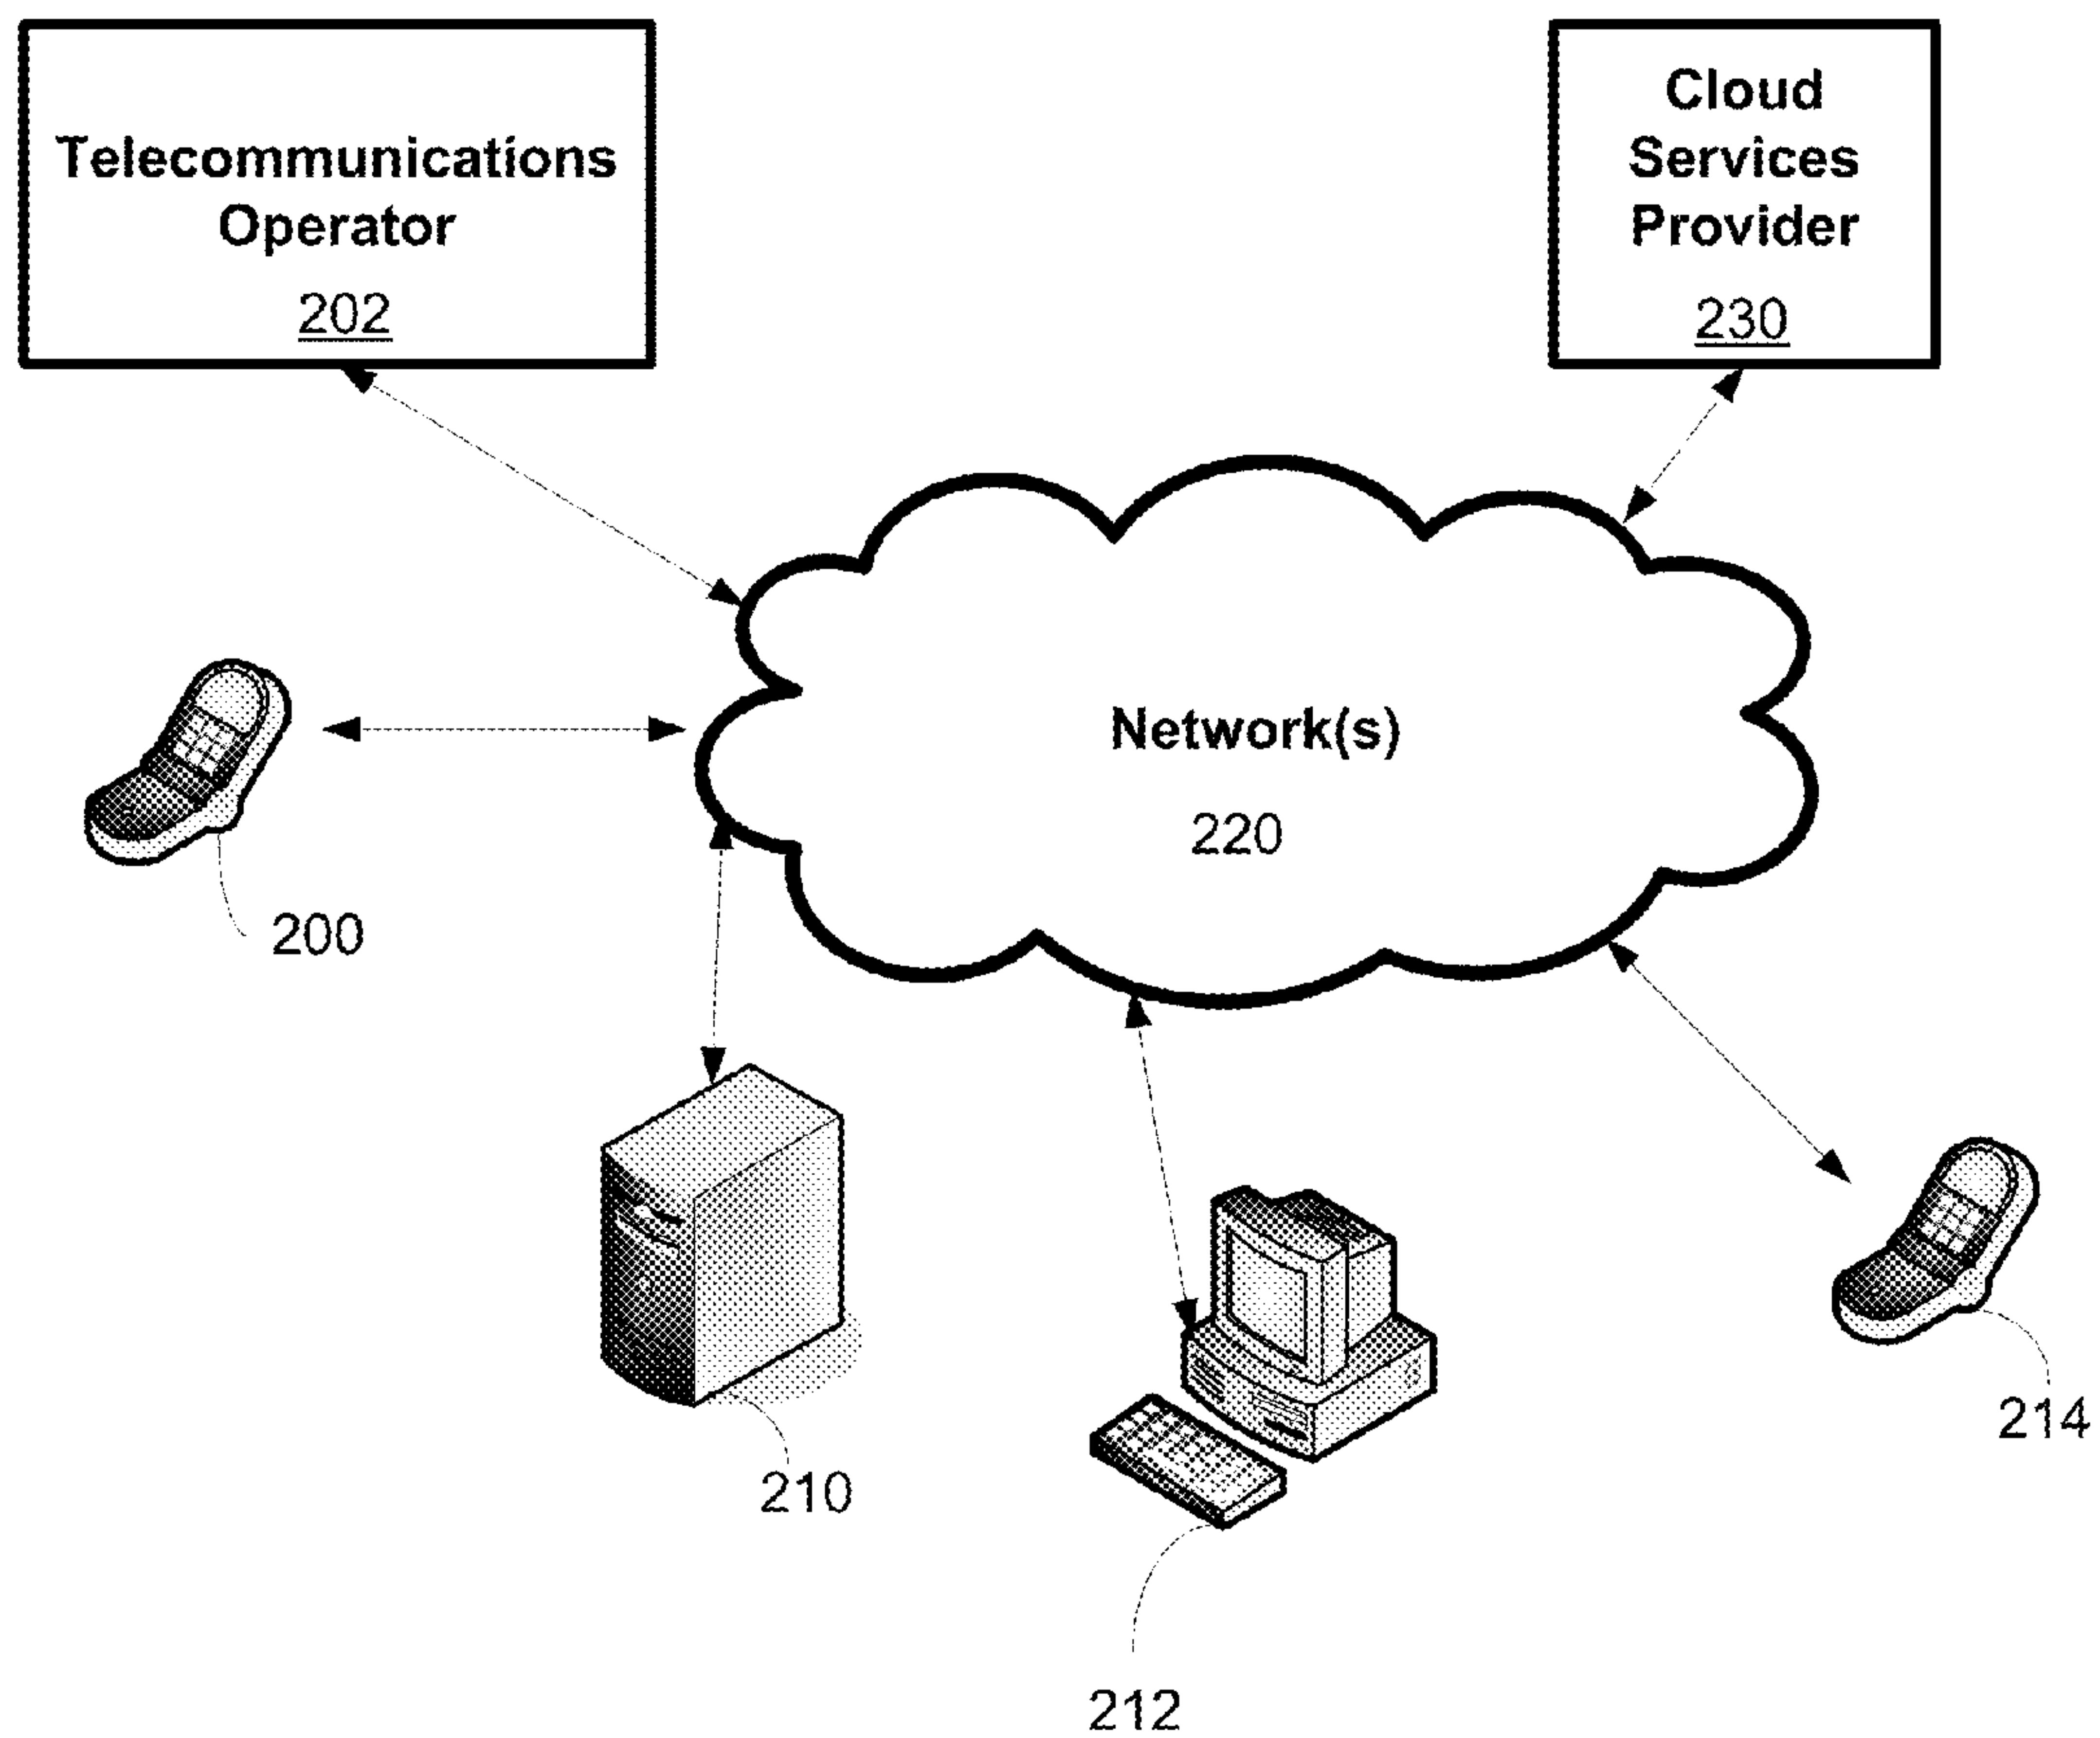 Telecommunications
Operator
202
Cloud
Services
Provider
230
Network(s)
220
200
210
212
214